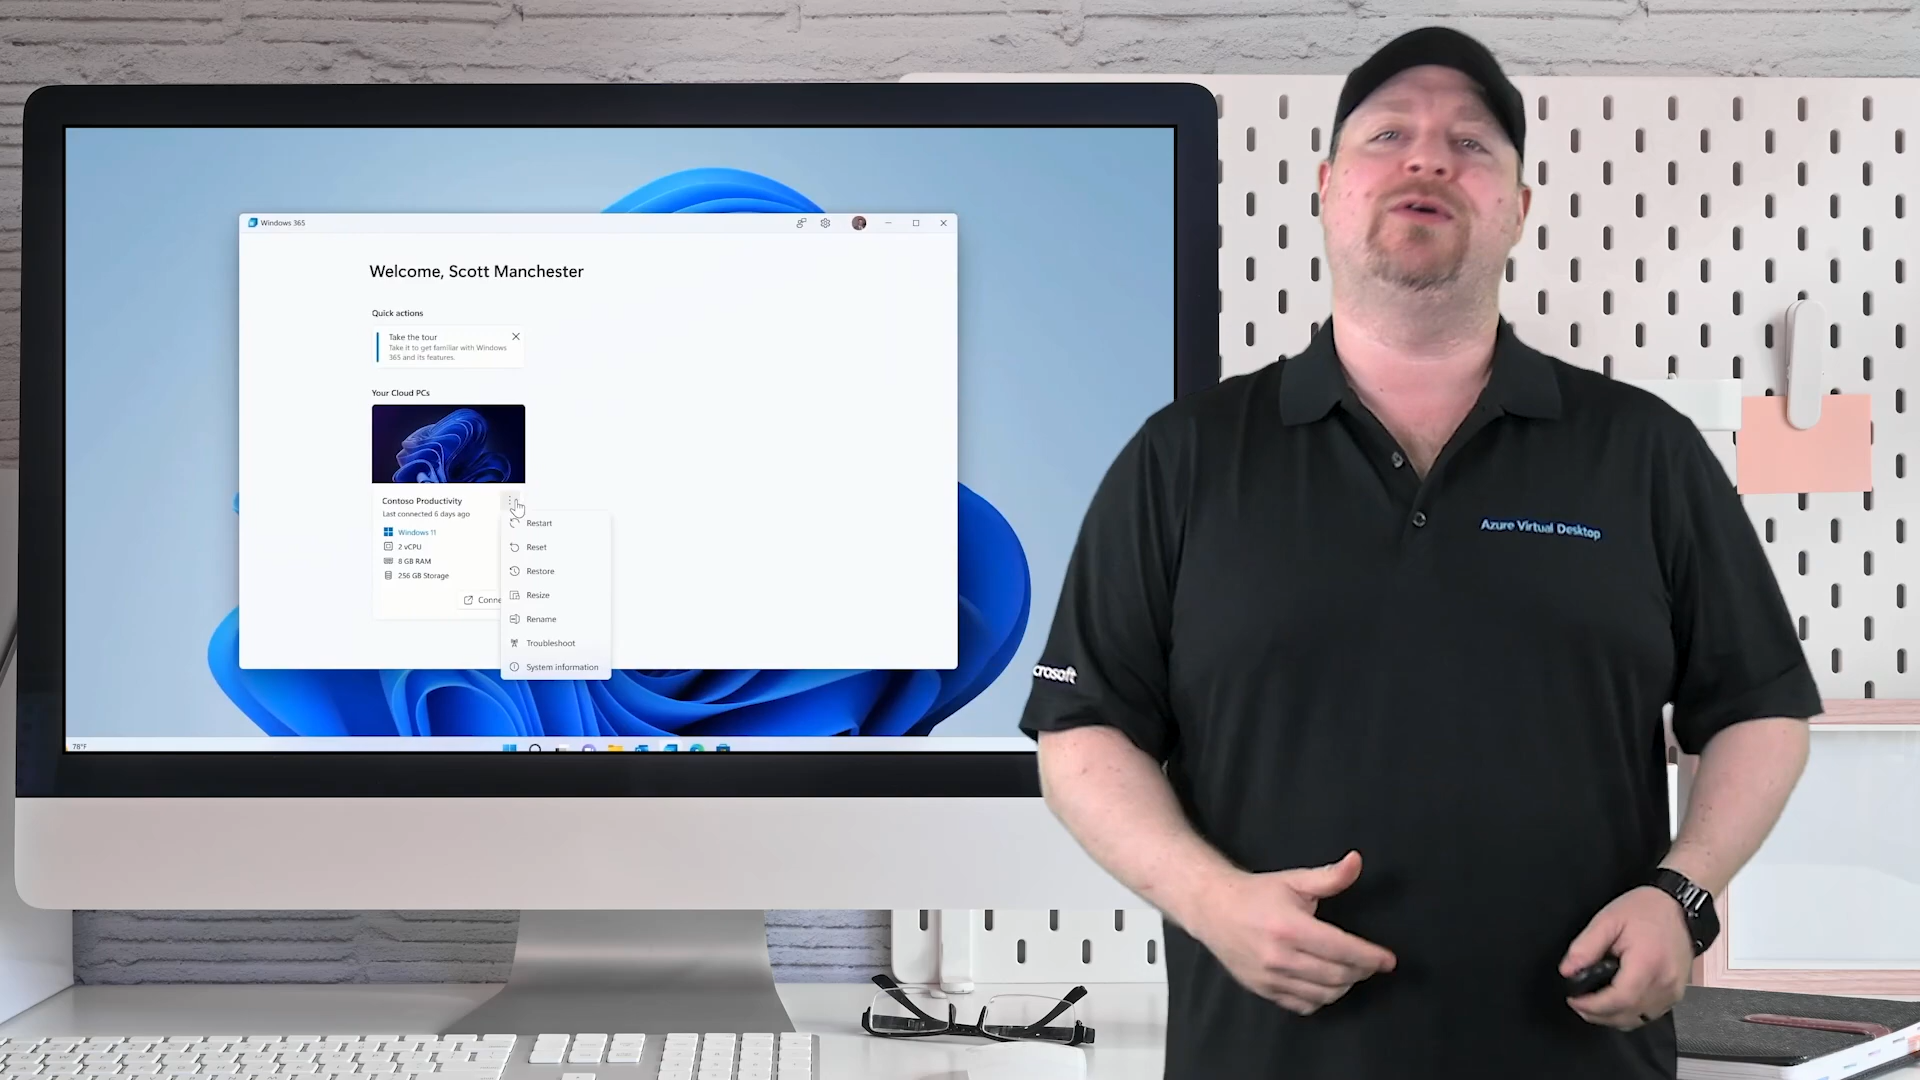 Windows 365
Welcome, Scott Manchester
Quick actions
Take the tour
Take it to get familiar with Windows
365 and its features.
Your Cloud PCs
Contoso Productivity
Last connected 6 days ago
Windows 11
2 vCPU
8 GB RAM
256 GB Storage
Conne
Restart
Reset
Restore
Resize
Rename
Troubleshoot
System information
78°F
Azure Virtual Desktop
crosoft